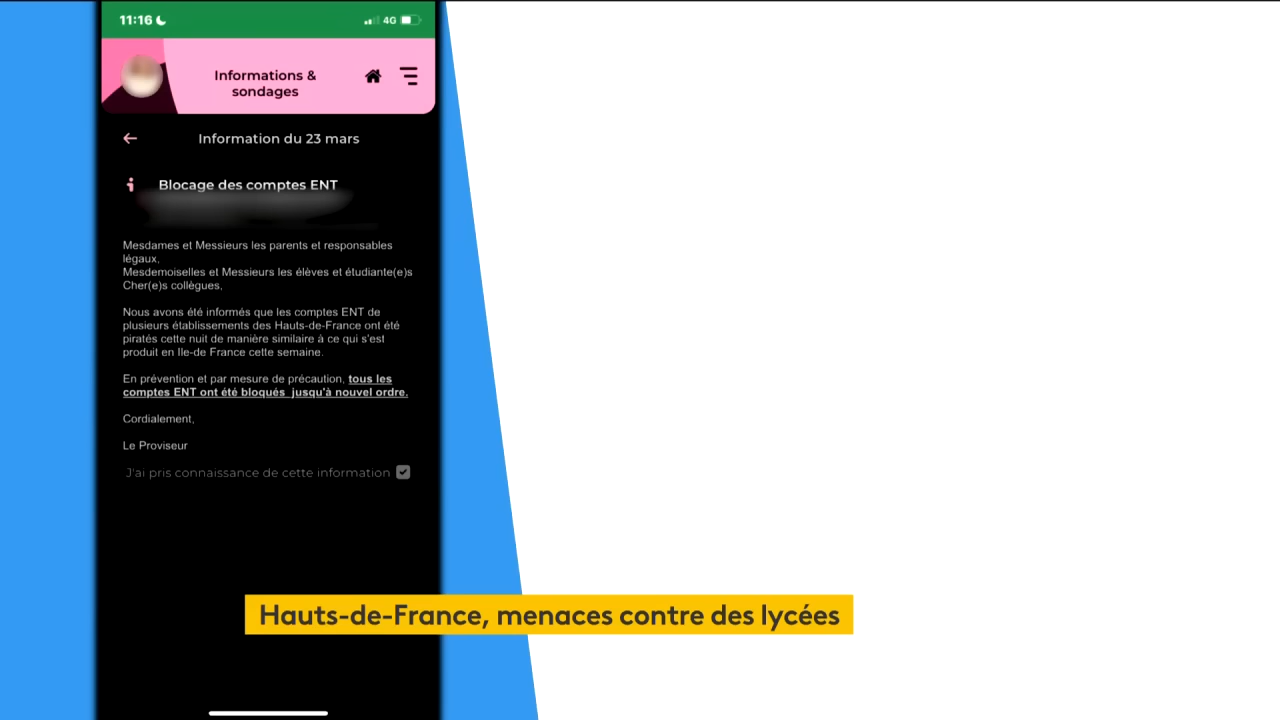 11:16
4G
Informations &
sondages
Information du 23 mars
Blocage des comptes ENT
Mesdames et Messieurs les parents et responsables
légaux,
Mesdemoiselles et Messieurs les élèves et étudiante(e)s
Cher(e)s collègues,
Nous avons été informés que les comptes ENT de
plusieurs établissements des Hauts-de-France ont été
piratés cette nuit de manière similaire à ce qui s'est
produit en Ile-de France cette semaine.
En prévention et par mesure de précaution, tous les
comptes ENT ont été bloqués jusqu'à nouvel ordre.
Cordialement,
Le Proviseur
J'ai pris connaissance de cette information
Hauts-de-France, menaces contre des lycées